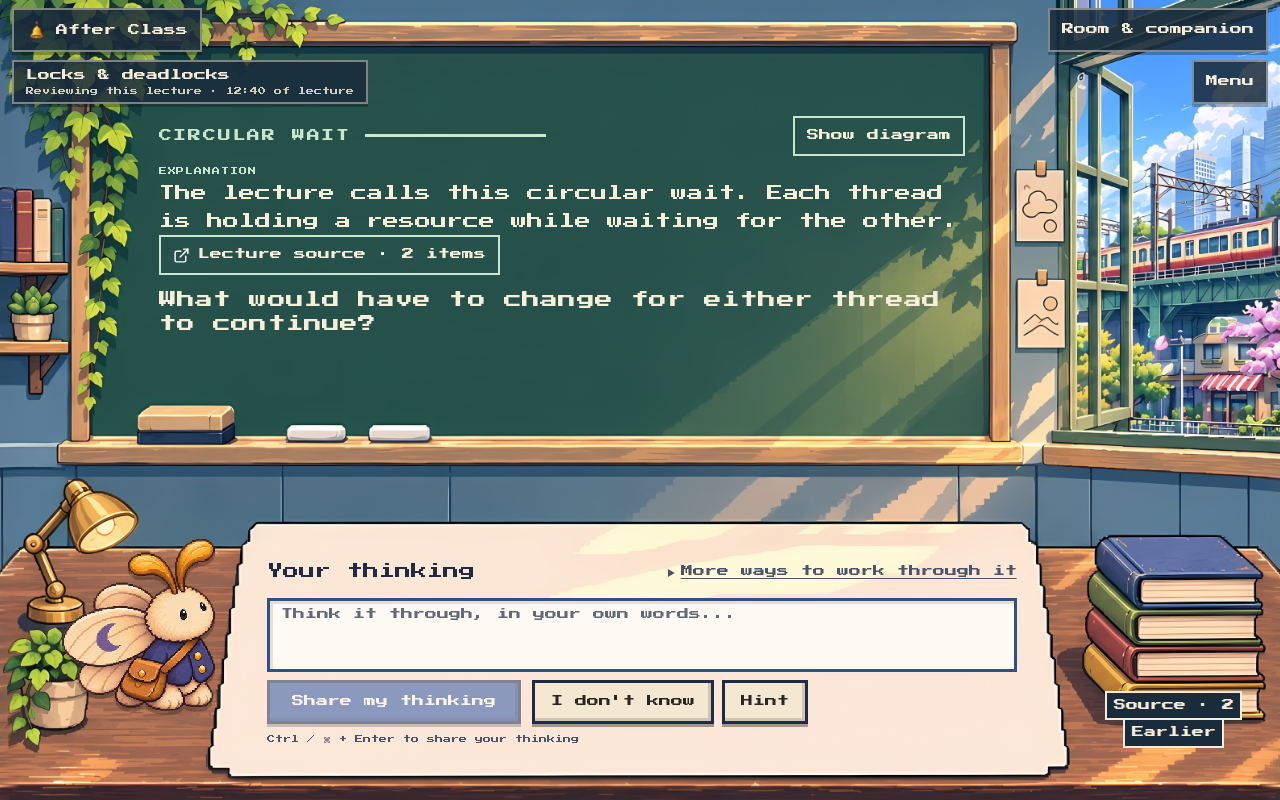 After Class
Room & companion
Locks & deadlocks
Reviewing this lecture · 12:40 of lecture
Menu
CIRCULAR WAIT
Show diagram
EXPLANATION
The lecture calls this circular wait. Each thread
is holding a resource while waiting for the other.
Lecture source · 2 items
What would have to change for either thread
to continue?
Your thinking
More ways to work through it
Think it through, in your own words...
Share my thinking
I don't know
Hint
Ctrl / ⌘ + Enter to share your thinking
Source · 2
Earlier